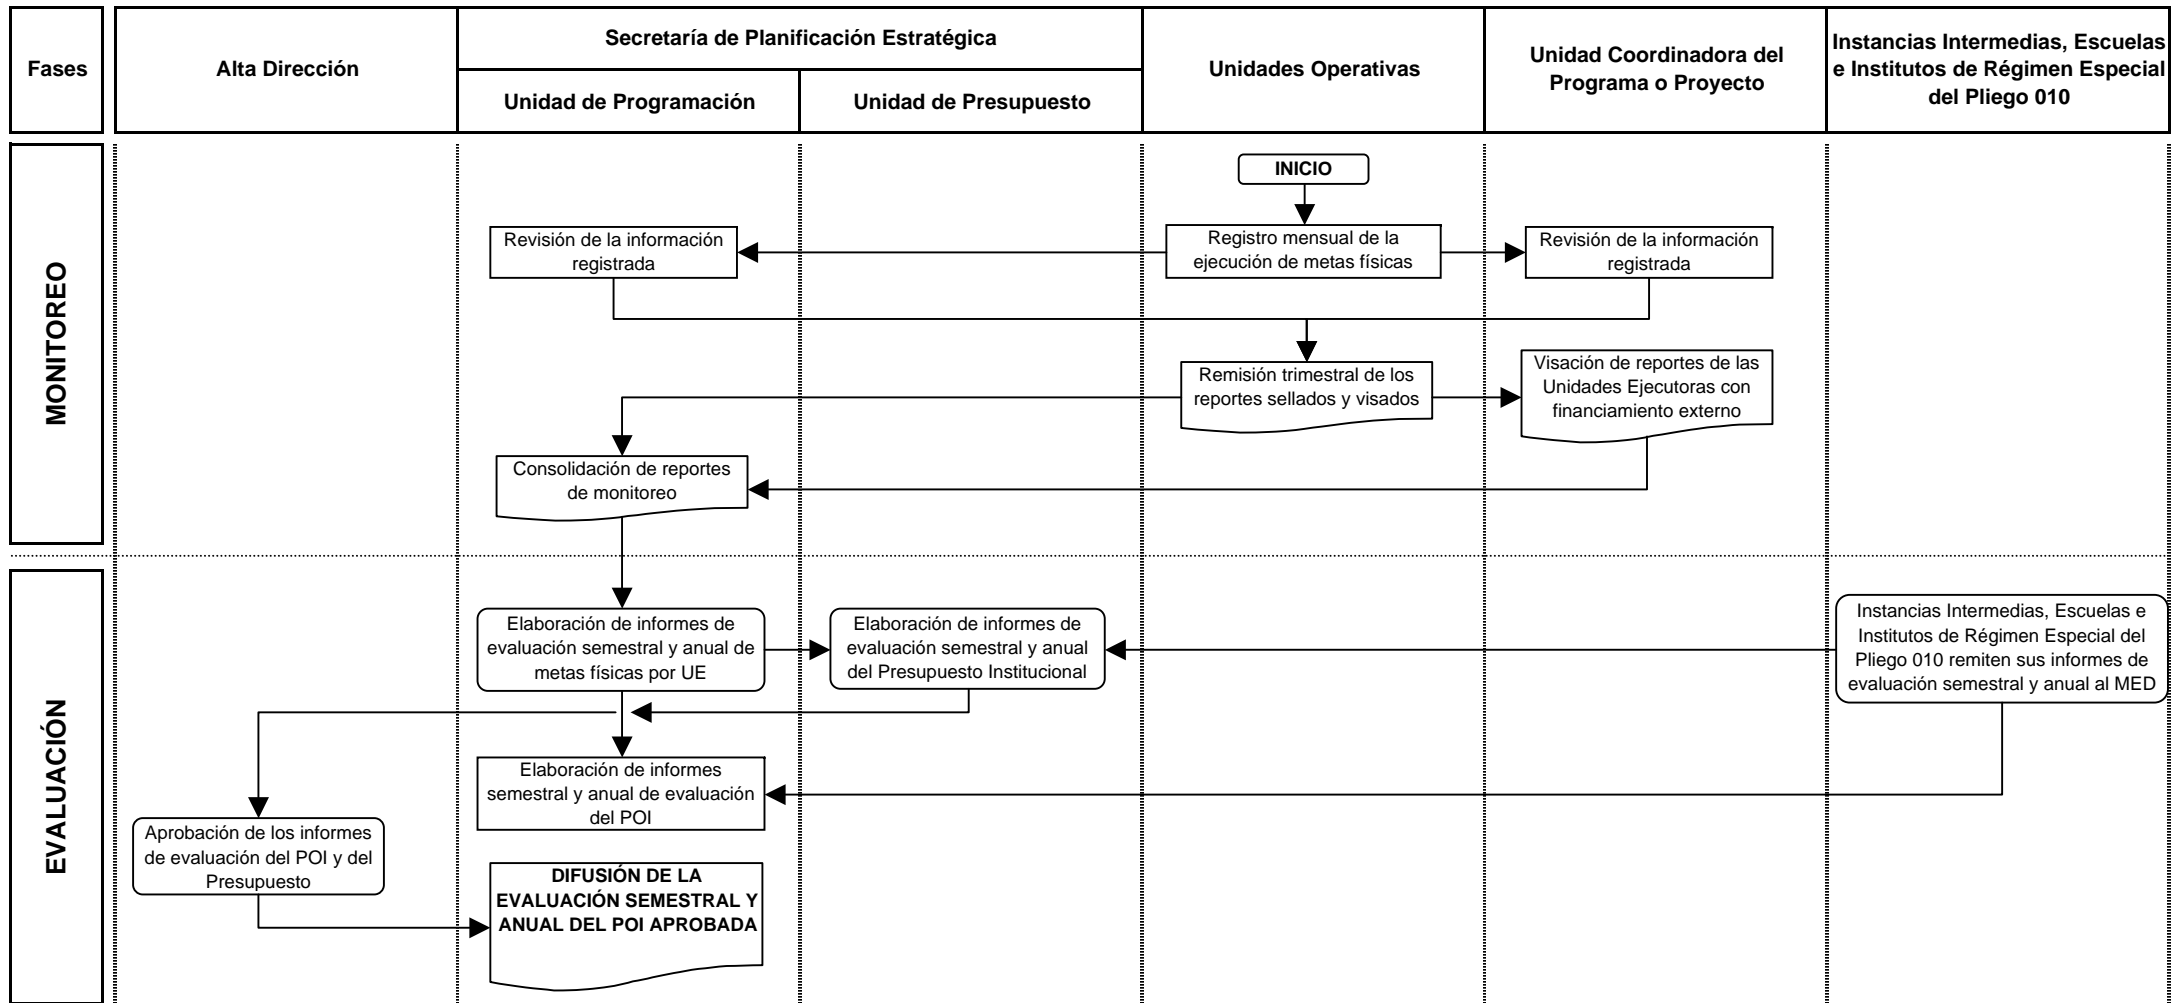 Fases
Alta Dirección
Secretaría de Planificación Estratégica
Unidad de Programación
Unidad de Presupuesto
Unidades Operativas
Unidad Coordinadora del
Programa o Proyecto
Instancias Intermedias, Escuelas
e Institutos de Régimen Especial
del Pliego 010
MONITOREO
INICIO
Revisión de la información
registrada
Registro mensual de la
ejecución de metas físicas
Revisión de la información
registrada
Remisión trimestral de los
reportes sellados y visados
Visación de reportes de las
Unidades Ejecutoras con
financiamiento externo
Consolidación de reportes
de monitoreo
EVALUACIÓN
Elaboración de informes de
evaluación semestral y anual de
metas físicas por UE
Elaboración de informes de
evaluación semestral y anual
del Presupuesto Institucional
Instancias Intermedias, Escuelas e
Institutos de Régimen Especial del
Pliego 010 remiten sus informes de
evaluación semestral y anual al MED
Elaboración de informes
semestral y anual de evaluación
del POI
Aprobación de los informes
de evaluación del POI y del
Presupuesto
DIFUSIÓN DE LA
EVALUACIÓN SEMESTRAL Y
ANUAL DEL POI APROBADA